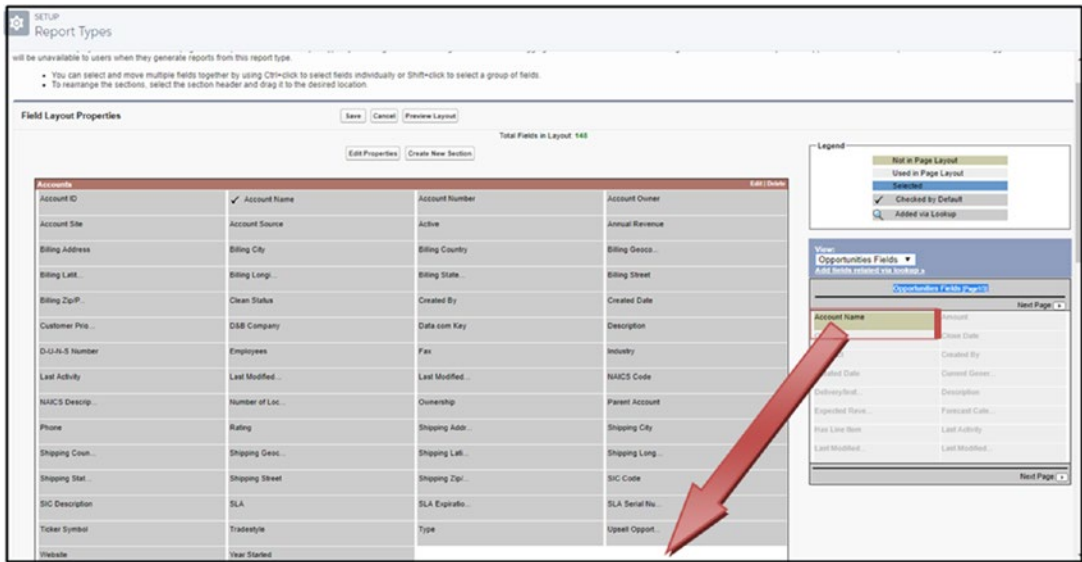 SETUP
Report Types
will be unavailable to users when they generate reports from this report type.
• You can select and move multiple fields together by using Ctrl+click to select fields individually or Shift+click to select a group of fields.
• To rearrange the sections, select the section header and drag it to the desired location.
Field Layout Properties Save Cancel Preview Layout
Total Fields in Layout: 148
Edit Properties Create New Section
Legend
Not in Page Layout
Used in Page Layout
Selected
Checked by Default
Added via Lookup
Accounts Edit | Delete
Account ID ✓ Account Name Account Number Account Owner
Account Site Account Source Active Annual Revenue
Billing Address Billing City Billing Country Billing Geoco...
Billing Latit... Billing Longi... Billing State... Billing Street
Billing Zip/P... Clean Status Created By Created Date
Customer Prio... D&B Company Data.com Key Description
D-U-N-S Number Employees Fax Industry
Last Activity Last Modified... Last Modified... NAICS Code
NAICS Descrip... Number of Loc... Ownership Parent Account
Phone Rating Shipping Addr... Shipping City
Shipping Coun... Shipping Geoc... Shipping Lati... Shipping Long...
Shipping Stat... Shipping Street Shipping Zip/... SIC Code
SIC Description SLA SLA Expiratio... SLA Serial Nu...
Ticker Symbol Tradestyle Type Upsell Opport...
Website Year Started
View:
Opportunities Fields ▼
Add fields related via lookup »
Opportunities Fields
Next Page
Account Name Amount
Close Date
Created By
Date Current Gener...
Description
Expected Reve... Forecast Cate...
Has Line Item Last Activity
Last Modified... Last Modified...
Next Page